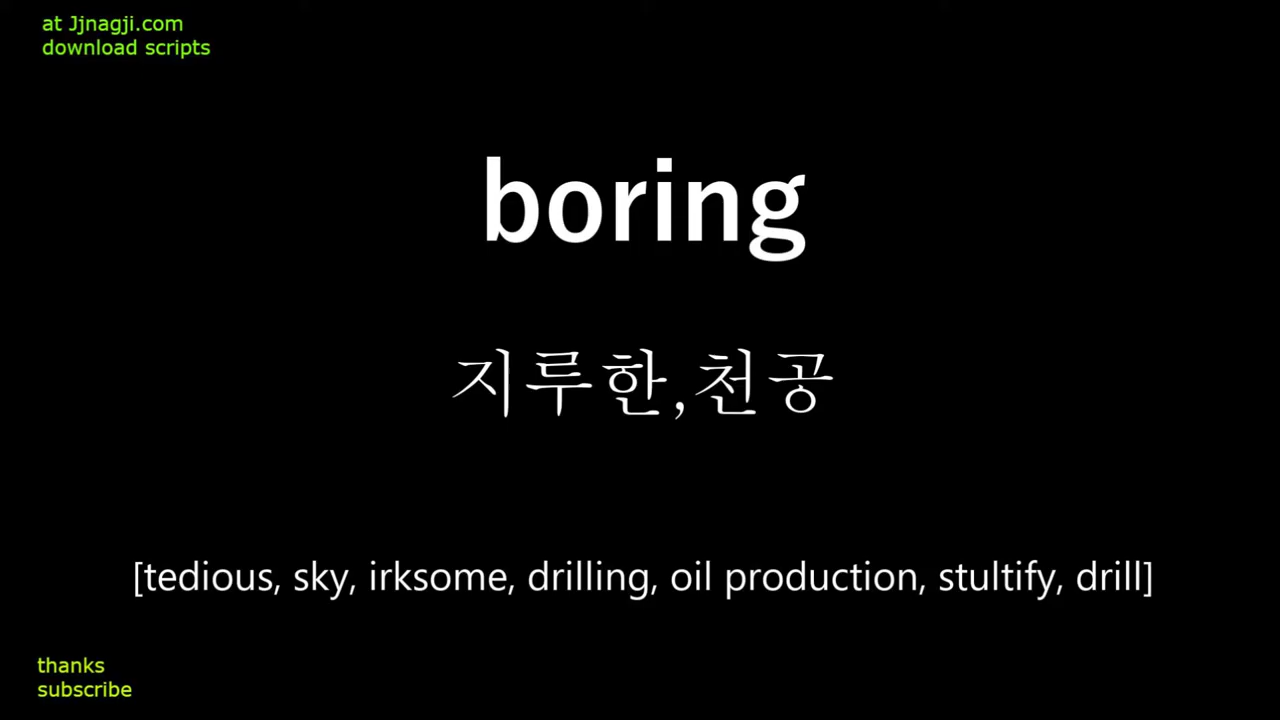 at Jjnagji.com
download scripts
boring
지루한,천공
[tedious, sky, irksome, drilling, oil production, stultify, drill]
thanks
subscribe